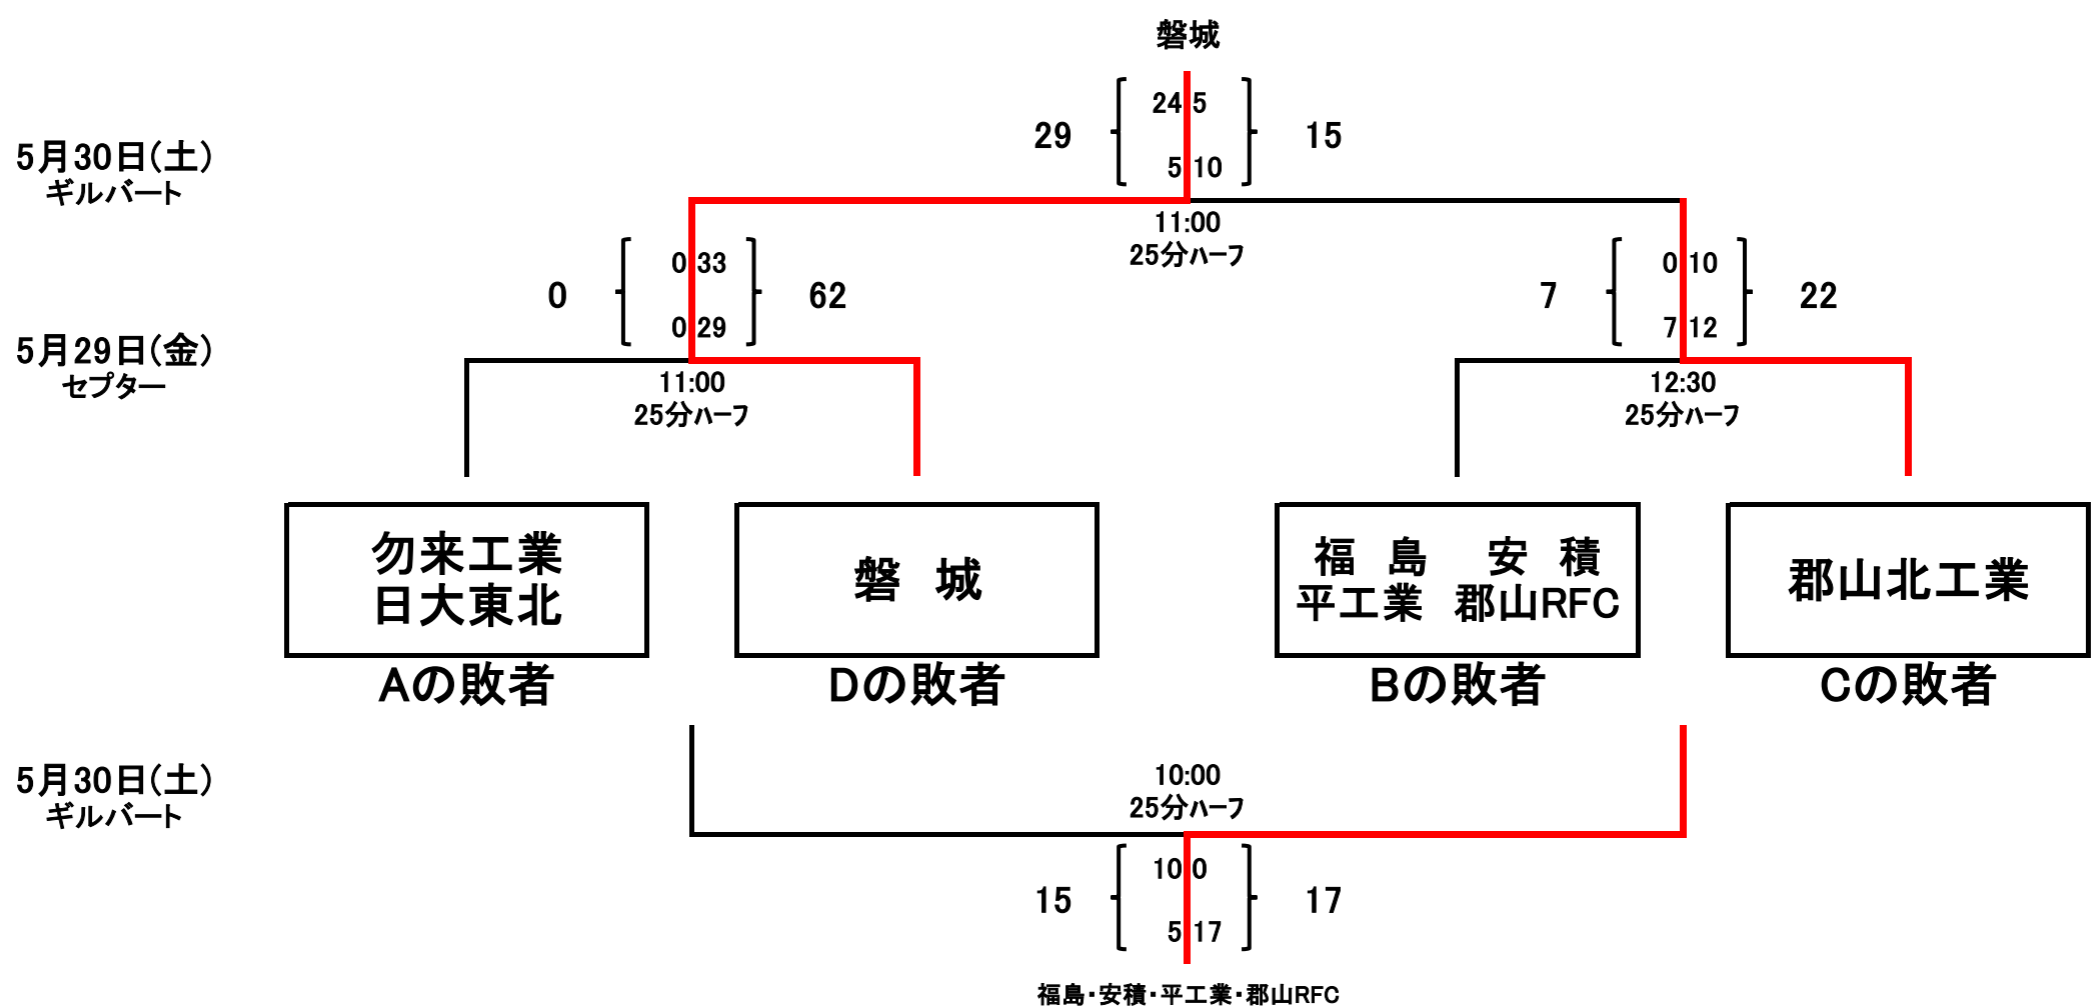 磐城
24 5
29 15
5 10
5月30日(土)
ギルバート
11:00
25分ハーフ
0 33
0 62
0 29
0 10
7 22
7 12
5月29日(金)
セプター
11:00
25分ハーフ
12:30
25分ハーフ
勿来工業
日大東北
磐 城
福 島 安 積
平工業 郡山RFC
郡山北工業
Aの敗者
Dの敗者
Bの敗者
Cの敗者
5月30日(土)
ギルバート
10:00
25分ハーフ
10 0
15 17
5 17
福島・安積・平工業・郡山RFC